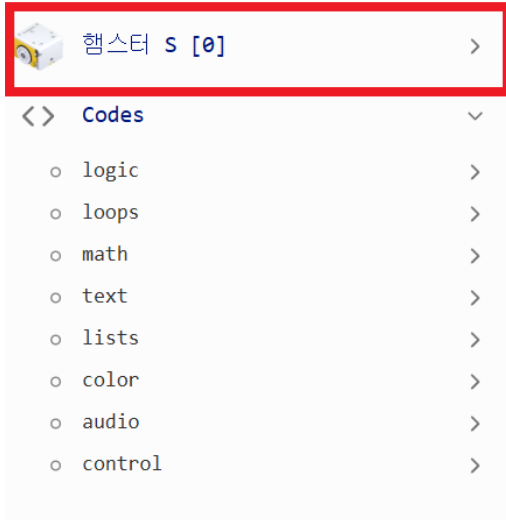 햄스터 S [0]
Codes
logic
loops
math
text
lists
color
audio
control